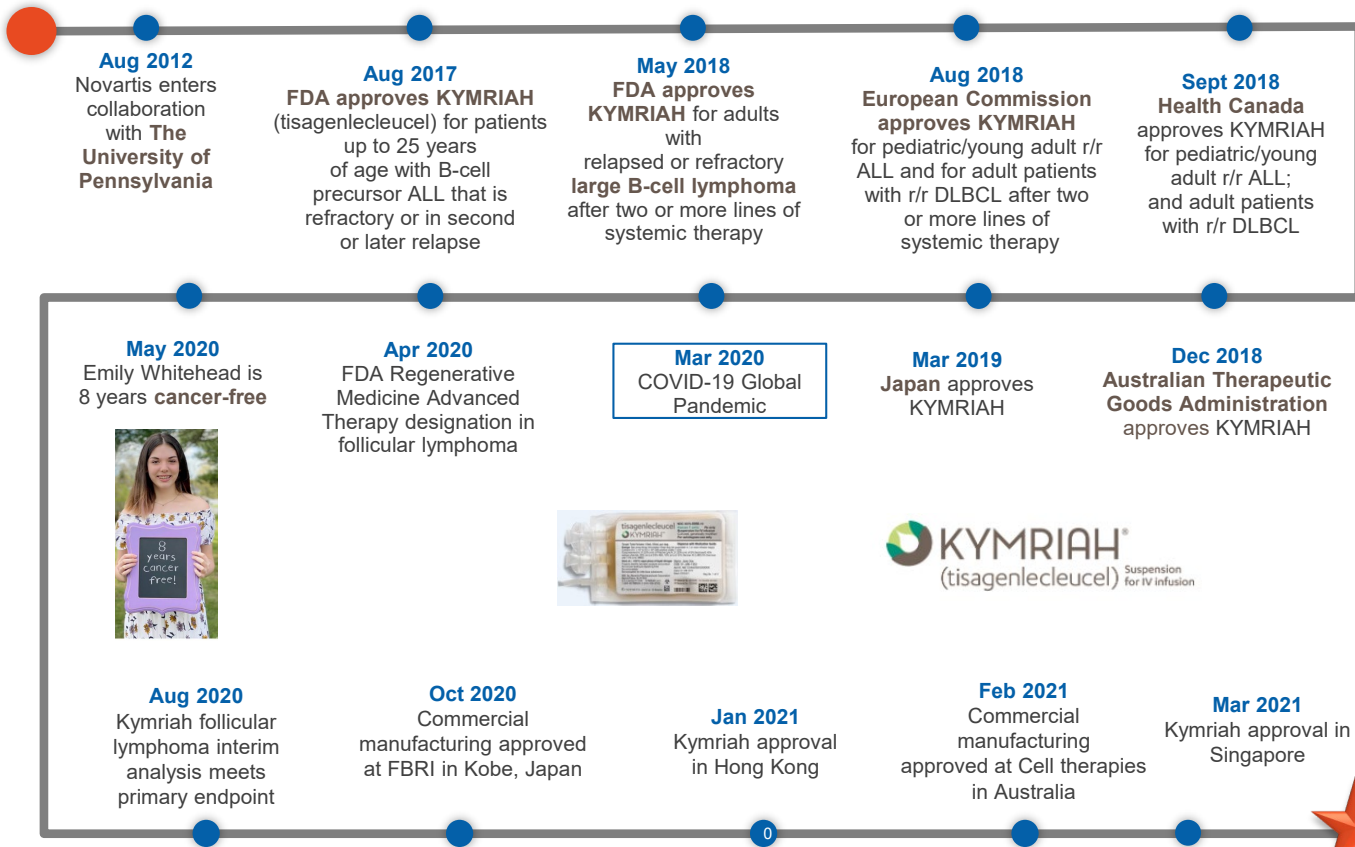 Aug 2012
Novartis enters
collaboration
with The
University of
Pennsylvania
Aug 2017
FDA approves KYMRIAH
(tisagenlecleucel) for patients
up to 25 years
of age with B-cell
precursor ALL that is
refractory or in second
or later relapse
May 2018
FDA approves
KYMRIAH for adults
with
relapsed or refractory
large B-cell lymphoma
after two or more lines of
systemic therapy
Aug 2018
European Commission
approves KYMRIAH
for pediatric/young adult r/r
ALL and for adult patients
with r/r DLBCL after two
or more lines of
systemic therapy
Sept 2018
Health Canada
approves KYMRIAH
for pediatric/young
adult r/r ALL;
and adult patients
with r/r DLBCL
May 2020
Emily Whitehead is
8 years cancer-free
8
years
cancer
free!
Apr 2020
FDA Regenerative
Medicine Advanced
Therapy designation in
follicular lymphoma
Mar 2020
COVID-19 Global
Pandemic
Mar 2019
Japan approves
KYMRIAH
Dec 2018
Australian Therapeutic
Goods Administration
approves KYMRIAH
tisagenlecleucel
KYMRIAH
KYMRIAH®
(tisagenlecleucel) Suspension
for IV infusion
Aug 2020
Kymriah follicular
lymphoma interim
analysis meets
primary endpoint
Oct 2020
Commercial
manufacturing approved
at FBRI in Kobe, Japan
Jan 2021
Kymriah approval
in Hong Kong
Feb 2021
Commercial
manufacturing
approved at Cell therapies
in Australia
Mar 2021
Kymriah approval in
Singapore
0